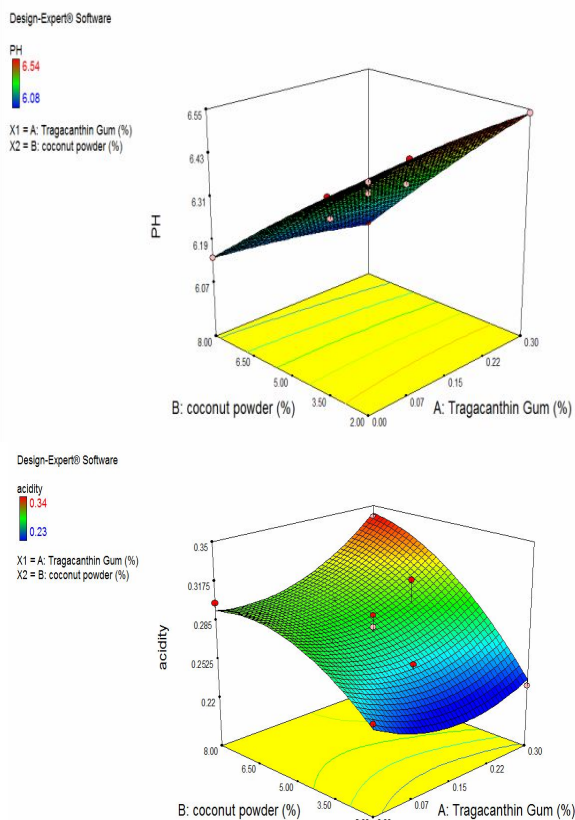 Design-Expert® Software
PH
6.54
6.08
X1 = A: Tragacanthin Gum (%)
X2 = B: coconut powder (%)
6.55
6.43
6.31
6.19
6.07
PH
8.00
6.50
5.00
3.50
2.00
0.00
0.07
0.15
0.22
0.30
B: coconut powder (%)
A: Tragacanthin Gum (%)
Design-Expert® Software
acidity
0.34
0.23
X1 = A: Tragacanthin Gum (%)
X2 = B: coconut powder (%)
0.35
0.3175
0.285
0.2525
0.22
acidity
8.00
6.50
5.00
3.50
0.07
0.15
0.22
0.30
B: coconut powder (%)
A: Tragacanthin Gum (%)